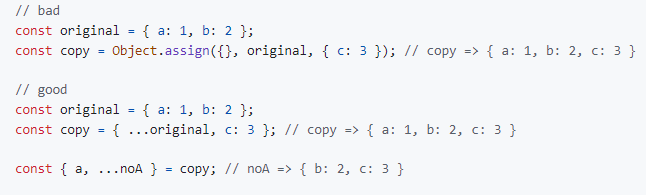 // bad
const original = { a: 1, b: 2 };
const copy = Object.assign({}, original, { c: 3 }); // copy => { a: 1, b: 2, c: 3 }
// good
const original = { a: 1, b: 2 };
const copy = { ...original, c: 3 }; // copy => { a: 1, b: 2, c: 3 }
const { a, ...noA } = copy; // noA => { b: 2, c: 3 }